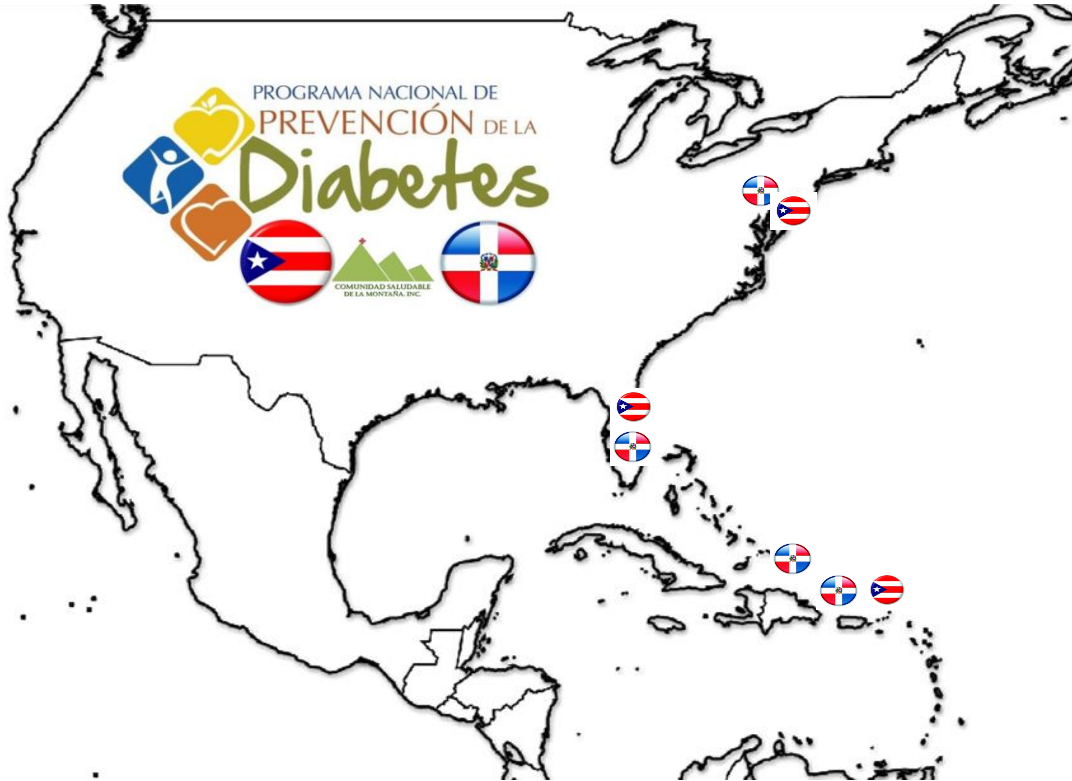 PROGRAMA NACIONAL DE
PREVENCIÓN DE LA
Diabetes
COMUNIDAD SALUDABLE
DE LA MONTAÑA, INC.